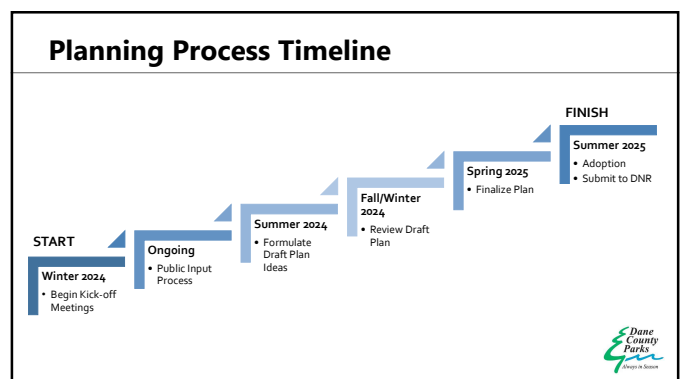 Planning Process Timeline
START
Winter 2024
• Begin Kick-off
Meetings
Ongoing
• Public Input
Process
Summer 2024
• Formulate
Draft Plan
Ideas
Fall/Winter
2024
• Review Draft
Plan
Spring 2025
• Finalize Plan
FINISH
Summer 2025
• Adoption
• Submit to DNR
Dane
County
Parks
Always in Season